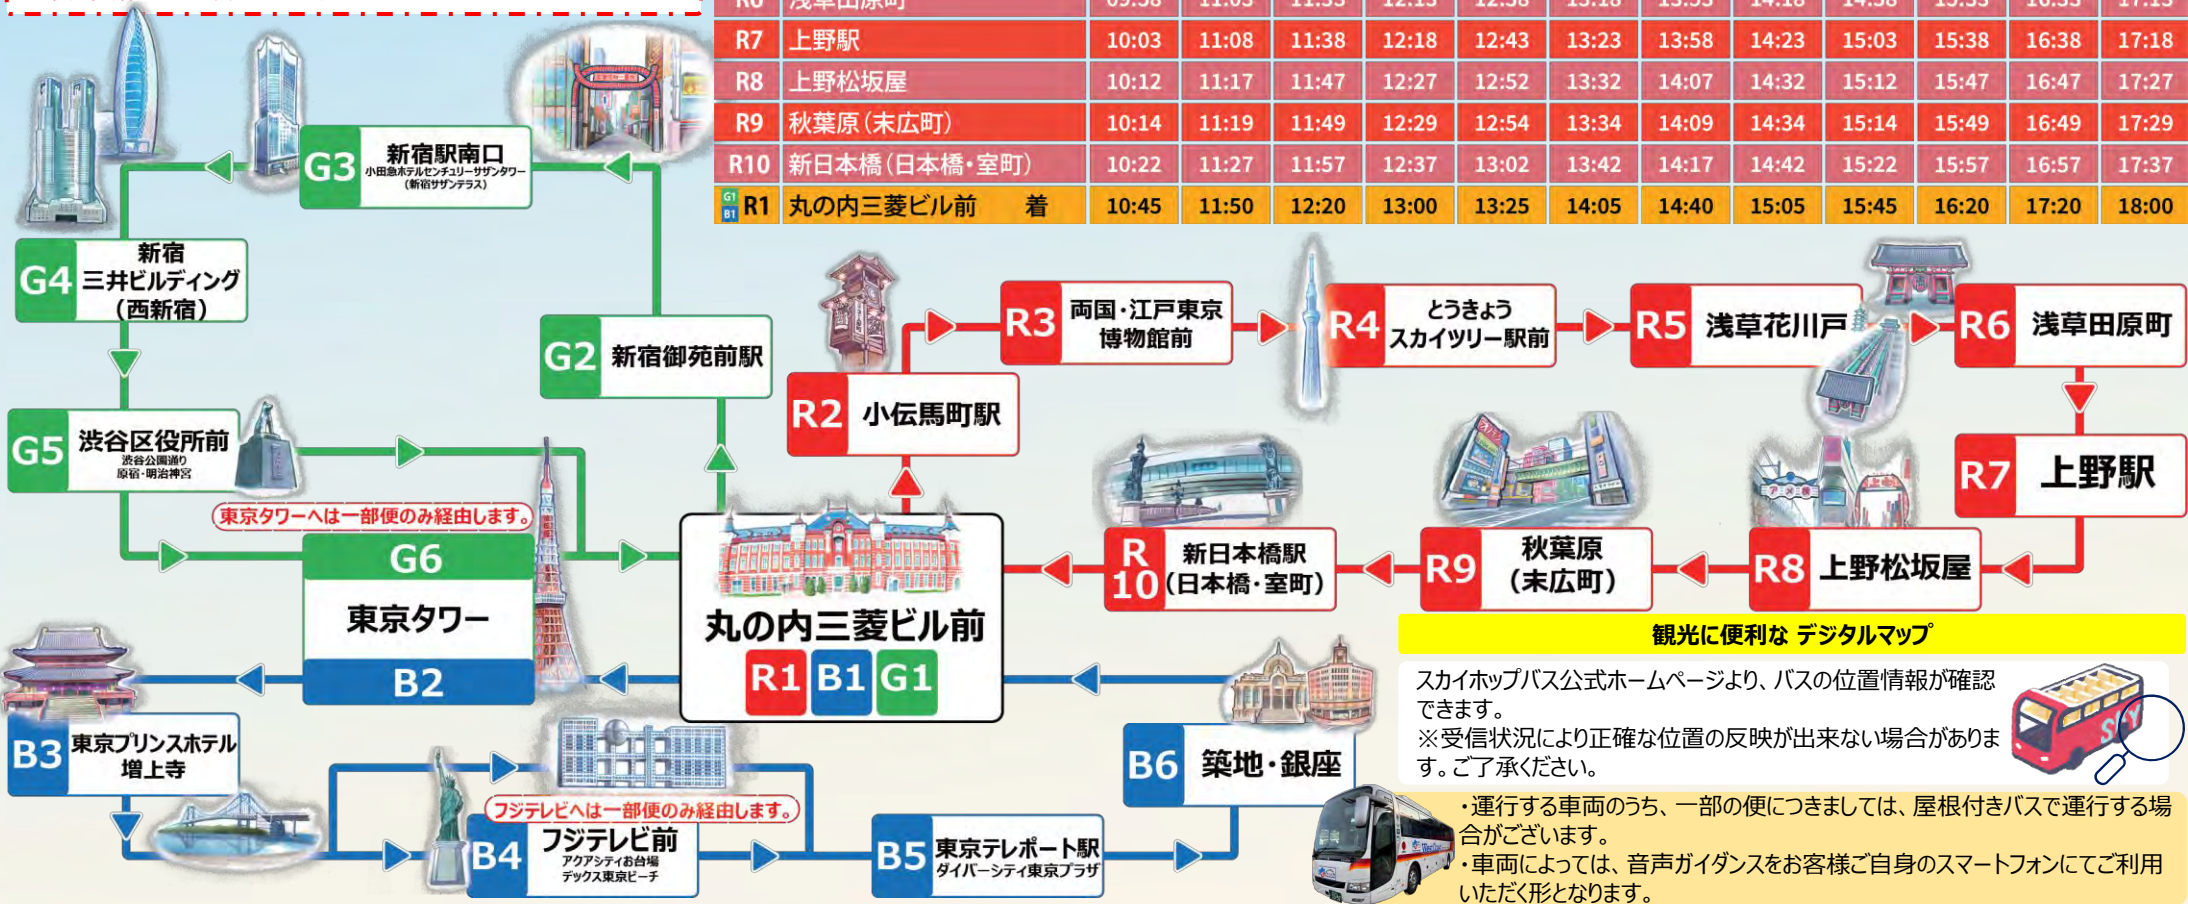 R6 浅草田原町 09:58 11:03 11:33 12:13 12:38 13:18 13:53 14:18 14:58 15:33 16:33 17:13
R7 上野駅 10:03 11:08 11:38 12:18 12:43 13:23 13:58 14:23 15:03 15:38 16:38 17:18
R8 上野松坂屋 10:12 11:17 11:47 12:27 12:52 13:32 14:07 14:32 15:12 15:47 16:47 17:27
R9 秋葉原(末広町) 10:14 11:19 11:49 12:29 12:54 13:34 14:09 14:34 15:14 15:49 16:49 17:29
R10 新日本橋(日本橋・室町) 10:22 11:27 11:57 12:37 13:02 13:42 14:17 14:42 15:22 15:57 16:57 17:37
G1 B1 R1 丸の内三菱ビル前 着 10:45 11:50 12:20 13:00 13:25 14:05 14:40 15:05 15:45 16:20 17:20 18:00
G3 新宿駅南口
小田急ホテルセンチュリーサザンタワー
(新宿サザンテラス)
G4 新宿
三井ビルディング
(西新宿)
G2 新宿御苑前駅
G5 渋谷区役所前
渋谷公園通り
原宿・明治神宮
東京タワーへは一部便のみ経由します。
G6
東京タワー
B2
丸の内三菱ビル前
R1 B1 G1
R2 小伝馬町駅
R3 両国・江戸東京
博物館前
R4 とうきょう
スカイツリー駅前
R5 浅草花川戸
R6 浅草田原町
R7 上野駅
R8 上野松坂屋
アメ横
R9 秋葉原
(末広町)
R
10 新日本橋駅
(日本橋・室町)
B3 東京プリンスホテル
増上寺
フジテレビへは一部便のみ経由します。
B4 フジテレビ前
アクアシティお台場
デックス東京ビーチ
B5 東京テレポート駅
ダイバーシティ東京プラザ
B6 築地・銀座
観光に便利な デジタルマップ
スカイホップバス公式ホームページより、バスの位置情報が確認
できます。
※受信状況により正確な位置の反映が出来ない場合がありま
す。ご了承ください。
SKY
・運行する車両のうち、一部の便につきましては、屋根付きバスで運行する場
合がございます。
・車両によっては、音声ガイダンスをお客様ご自身のスマートフォンにてご利用
いただく形となります。